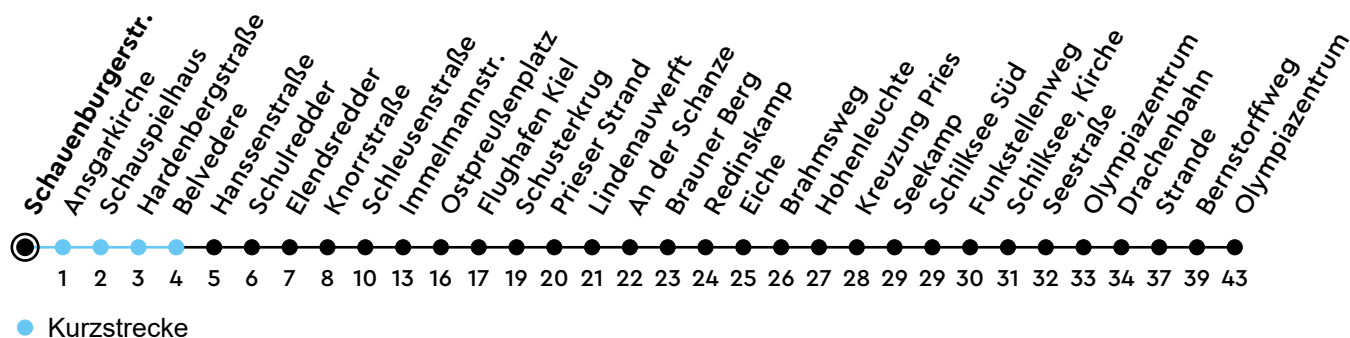 Schauenburgerstr.
Ansgarkirche
Schauspielhaus
Hardenbergstraße
Belvedere
Hanssenstraße
Schulredder
Elendsredder
Knorrstraße
Schleusenstraße
Immelmannstr.
Ostpreußenplatz
Flughafen Kiel
Schusterkrug
Prieser Strand
Lindenauwerft
An der Schanze
Brauner Berg
Redinskamp
Eiche
Brahmsweg
Hohenleuchte
Kreuzung Pries
Seekamp
Schilksee Süd
Funkstellenweg
Schilksee, Kirche
Seestraße
Olympiazentrum
Drachenbahn
Strande
Bernstorffweg
Olympiazentrum
1 2 3 4 5 6 7 8 10 13 16 17 19 20 21 22 23 24 25 26 27 28 29 29 30 31 32 33 34 37 39 43
Kurzstrecke